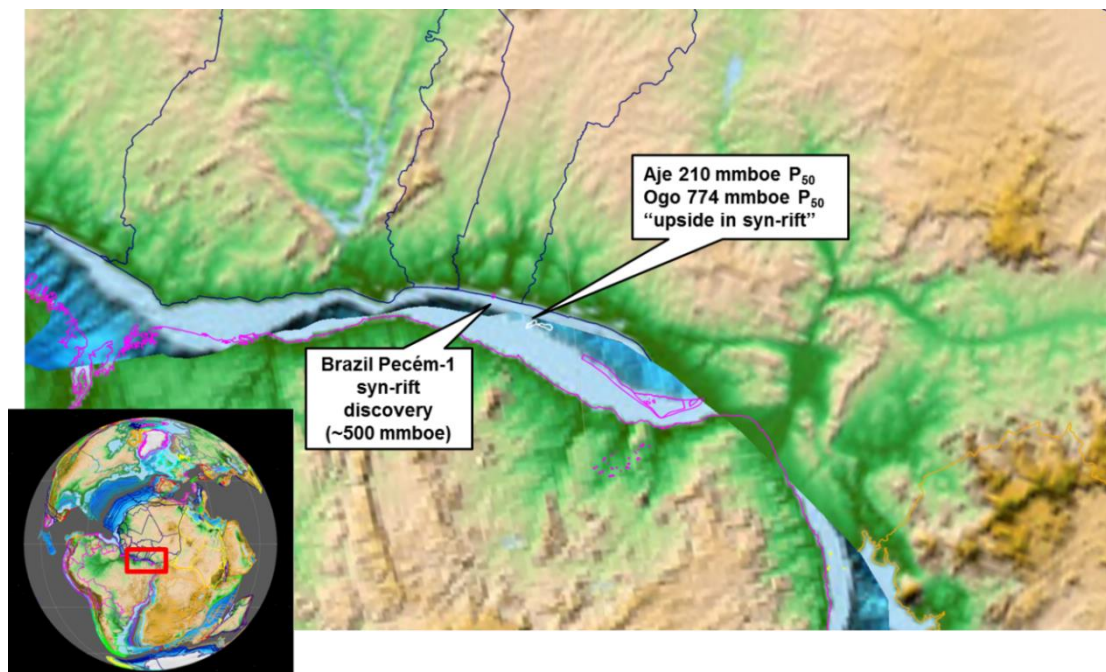 Aje 210 mmboe P₅₀
Ogo 774 mmboe P₅₀
“upside in syn-rift”
Brazil Pecém-1
syn-rift
discovery
(~500 mmboe)